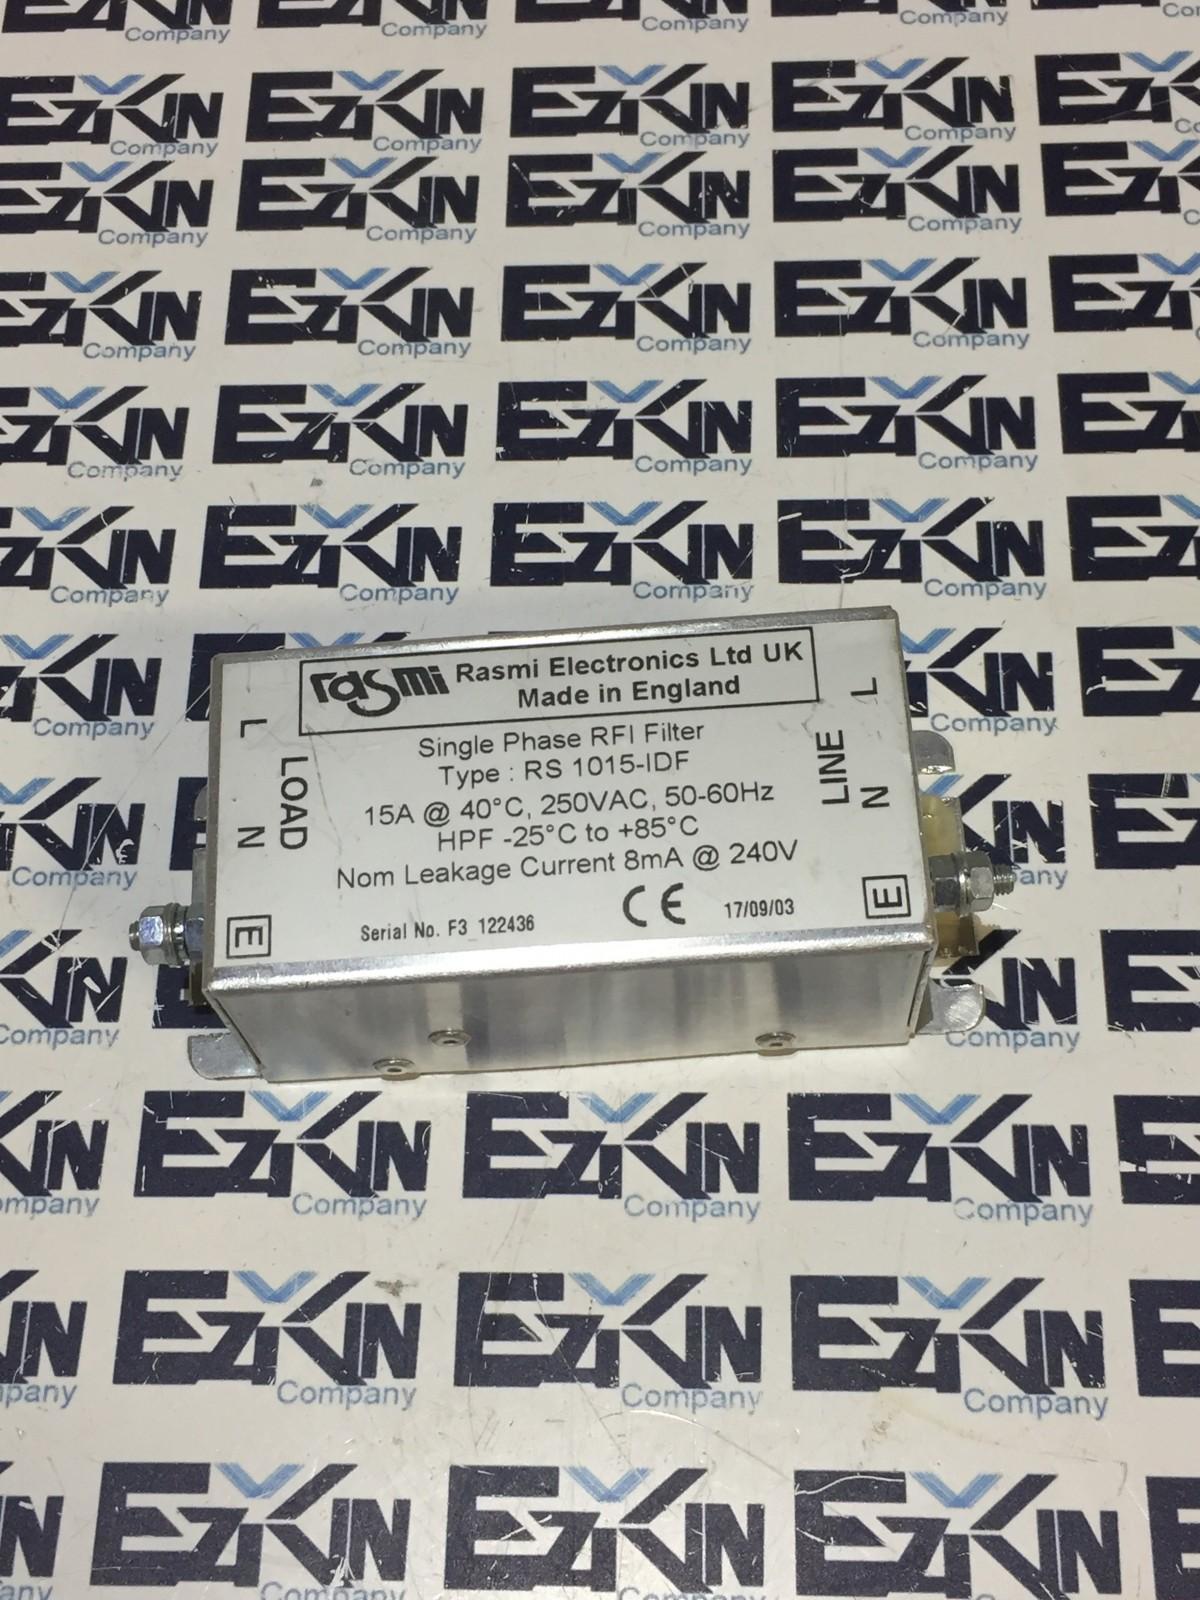 rasmi Rasmi Electronics Ltd UK
Made in England
Single Phase RFI Filter
Type : RS 1015-IDF
15A @ 40°C, 250VAC, 50-60Hz
HPF -25°C to +85°C
Nom Leakage Current 8mA @ 240V
Serial No. F3 122436
CE
17/09/03
L
LOAD
N
E
L
LINE
N
E
EZKIN
Company